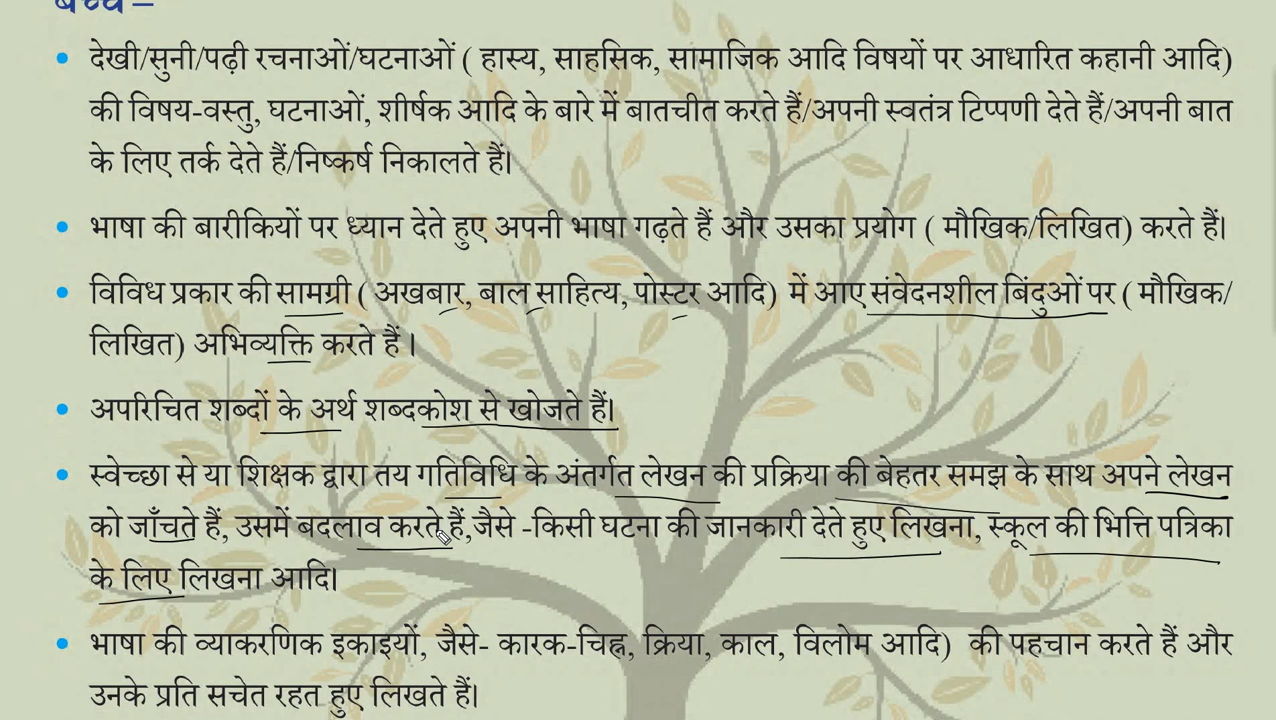 बच्चे –
• देखी/सुनी/पढ़ी रचनाओं/घटनाओं ( हास्य, साहसिक, सामाजिक आदि विषयों पर आधारित कहानी आदि)
की विषय-वस्तु, घटनाओं, शीर्षक आदि के बारे में बातचीत करते हैं/अपनी स्वतंत्र टिप्पणी देते हैं/अपनी बात
के लिए तर्क देते हैं/निष्कर्ष निकालते हैं।
• भाषा की बारीकियों पर ध्यान देते हुए अपनी भाषा गढ़ते हैं और उसका प्रयोग ( मौखिक/लिखित) करते हैं।
• विविध प्रकार की सामग्री ( अखबार, बाल साहित्य, पोस्टर आदि) में आए संवेदनशील बिंदुओं पर ( मौखिक/
लिखित) अभिव्यक्ति करते हैं ।
• अपरिचित शब्दों के अर्थ शब्दकोश से खोजते हैं।
• स्वेच्छा से या शिक्षक द्वारा तय गतिविधि के अंतर्गत लेखन की प्रक्रिया की बेहतर समझ के साथ अपने लेखन
को जाँचते हैं, उसमें बदलाव करते हैं,जैसे -किसी घटना की जानकारी देते हुए लिखना, स्कूल की भित्ति पत्रिका
के लिए लिखना आदि।
• भाषा की व्याकरणिक इकाइयों, जैसे- कारक-चिह्न, क्रिया, काल, विलोम आदि) की पहचान करते हैं और
उनके प्रति सचेत रहत हुए लिखते हैं।